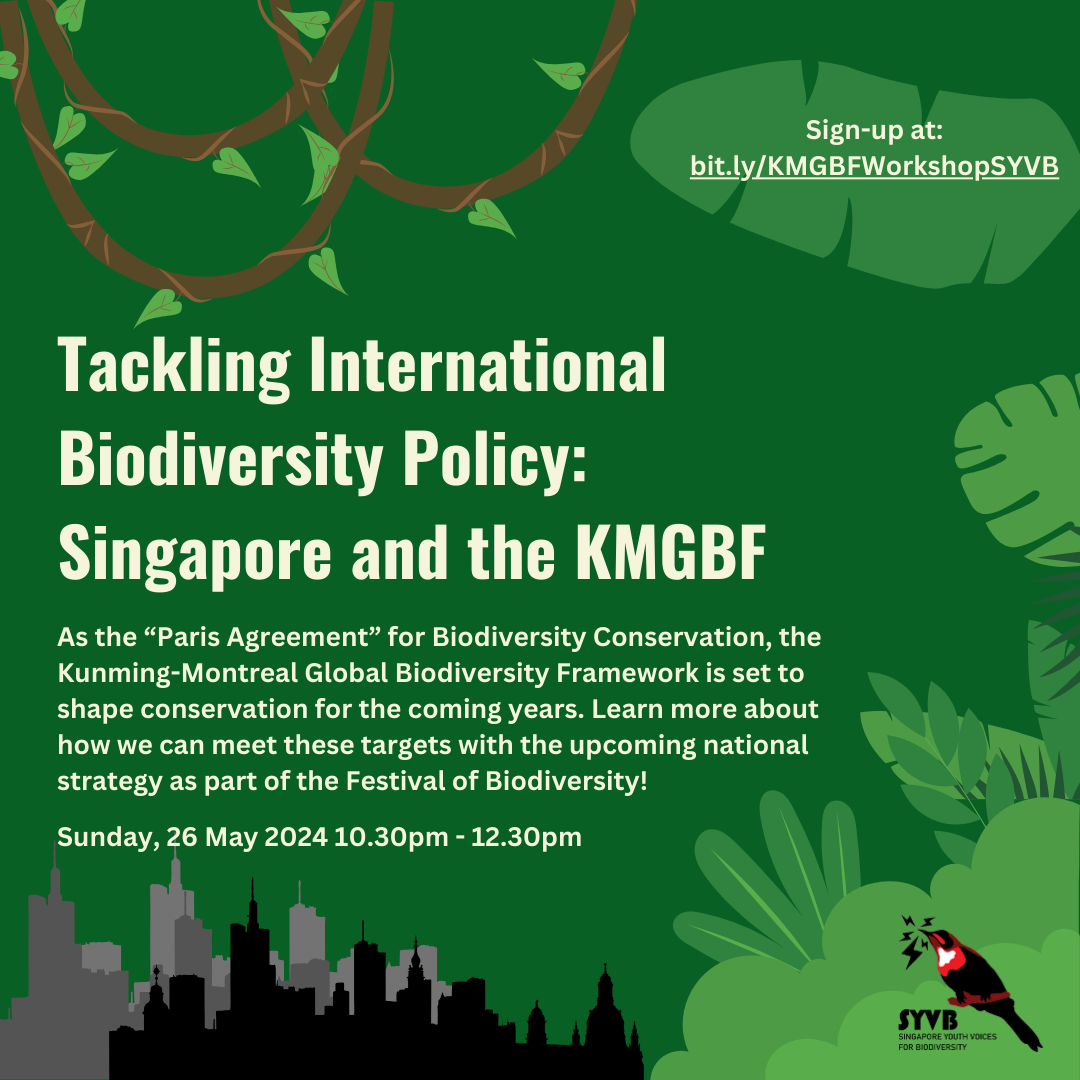 Sign-up at:
bit.ly/KMGBFWorkshopSYVB
Tackling International
Biodiversity Policy:
Singapore and the KMGBF
As the “Paris Agreement” for Biodiversity Conservation, the
Kunming-Montreal Global Biodiversity Framework is set to
shape conservation for the coming years. Learn more about
how we can meet these targets with the upcoming national
strategy as part of the Festival of Biodiversity!
Sunday, 26 May 2024 10.30pm - 12.30pm
SYVB
SINGAPORE YOUTH VOICES
FOR BIODIVERSITY